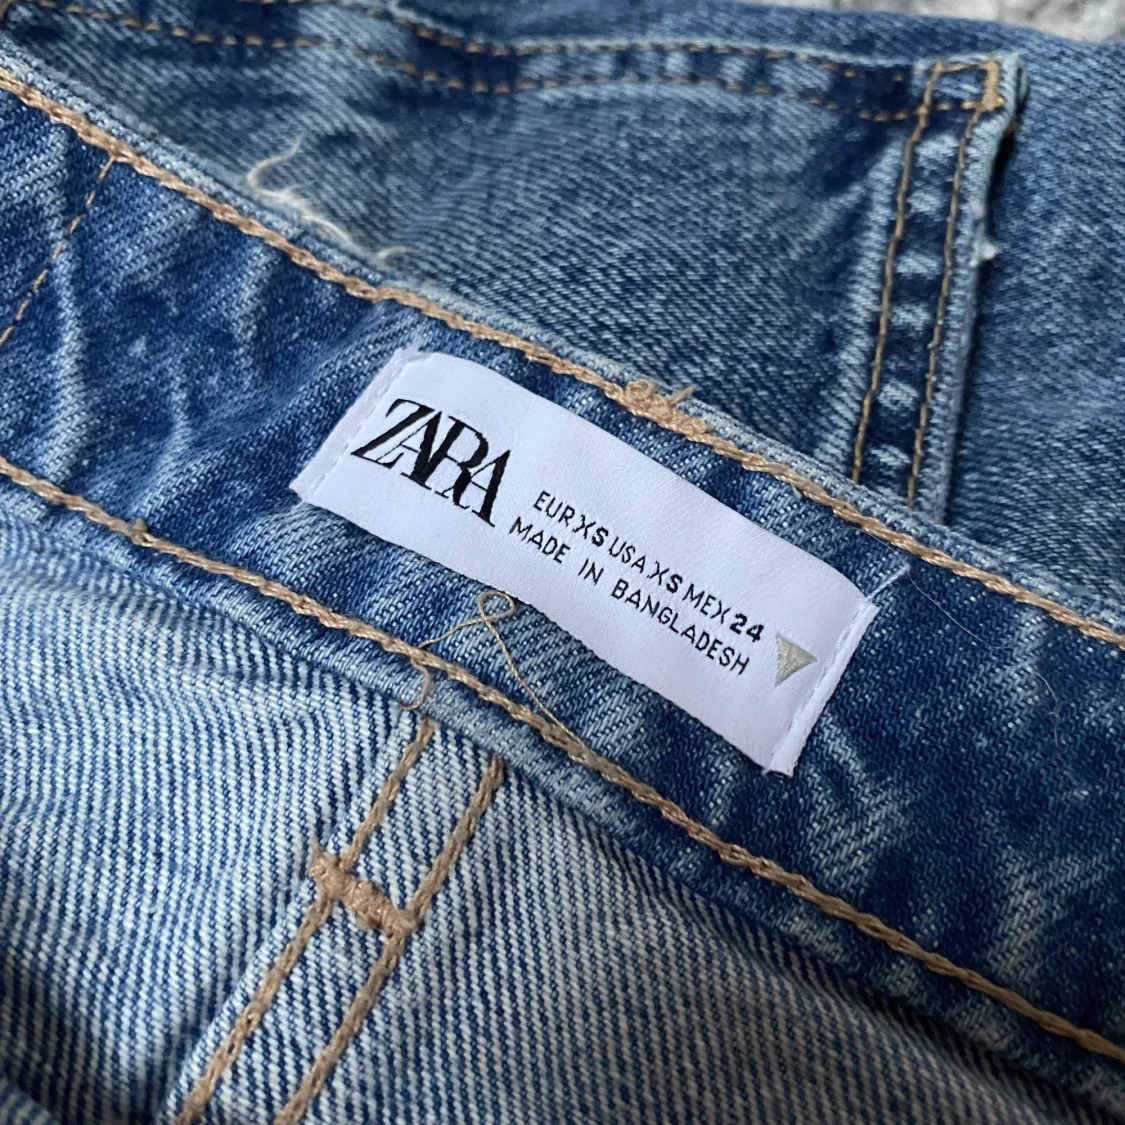 ZARA
EUR XS USA XS MEX 24
MADE IN BANGLADESH